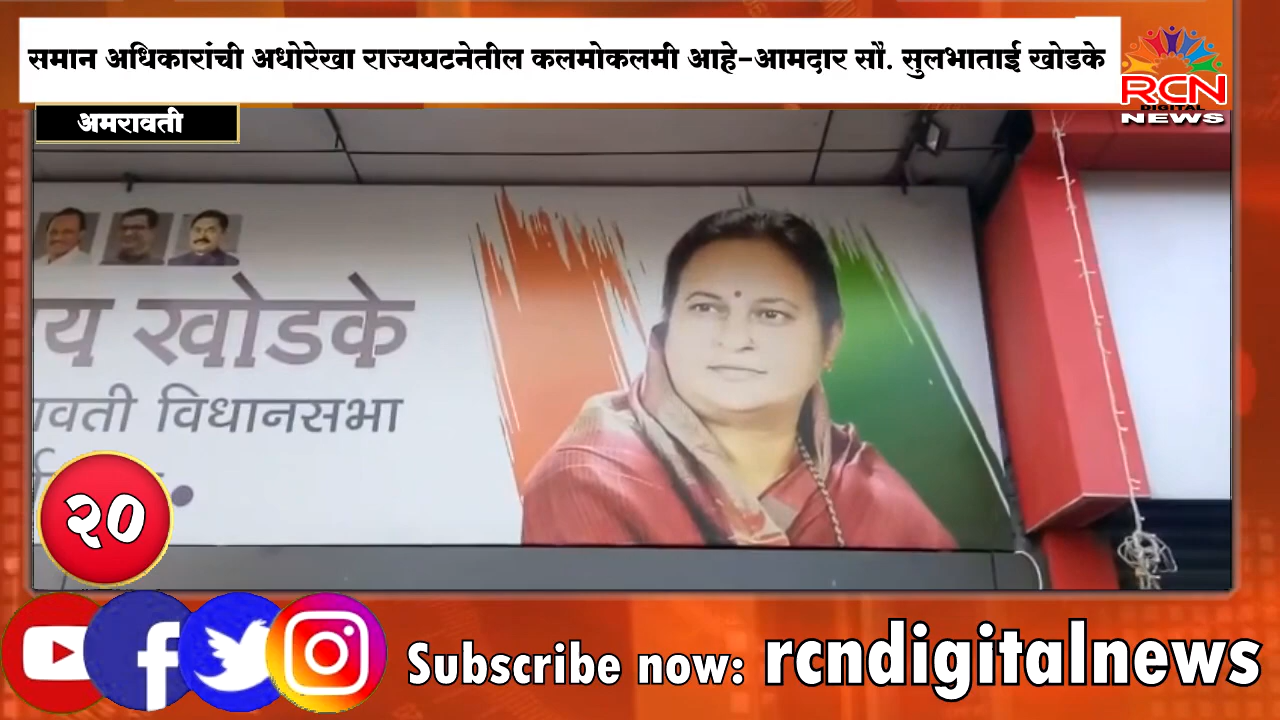 समान अधिकारांची अधोरेखा राज्यघटनेतील कलमोकलमी आहे-आमदार सौ. सुलभाताई खोडके
RCN
DIGITAL
NEWS
अमरावती
य खोडके
वती विधानसभा
२०
Subscribe now: rcndigitalnews